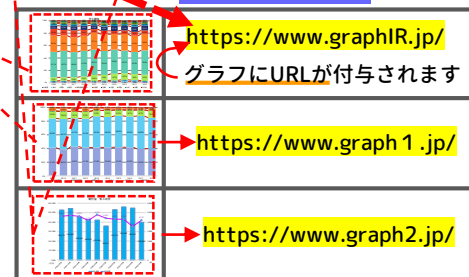 https://www.graphIR.jp/
グラフにURLが付与されます
https://www.graph１.jp/
https://www.graph2.jp/